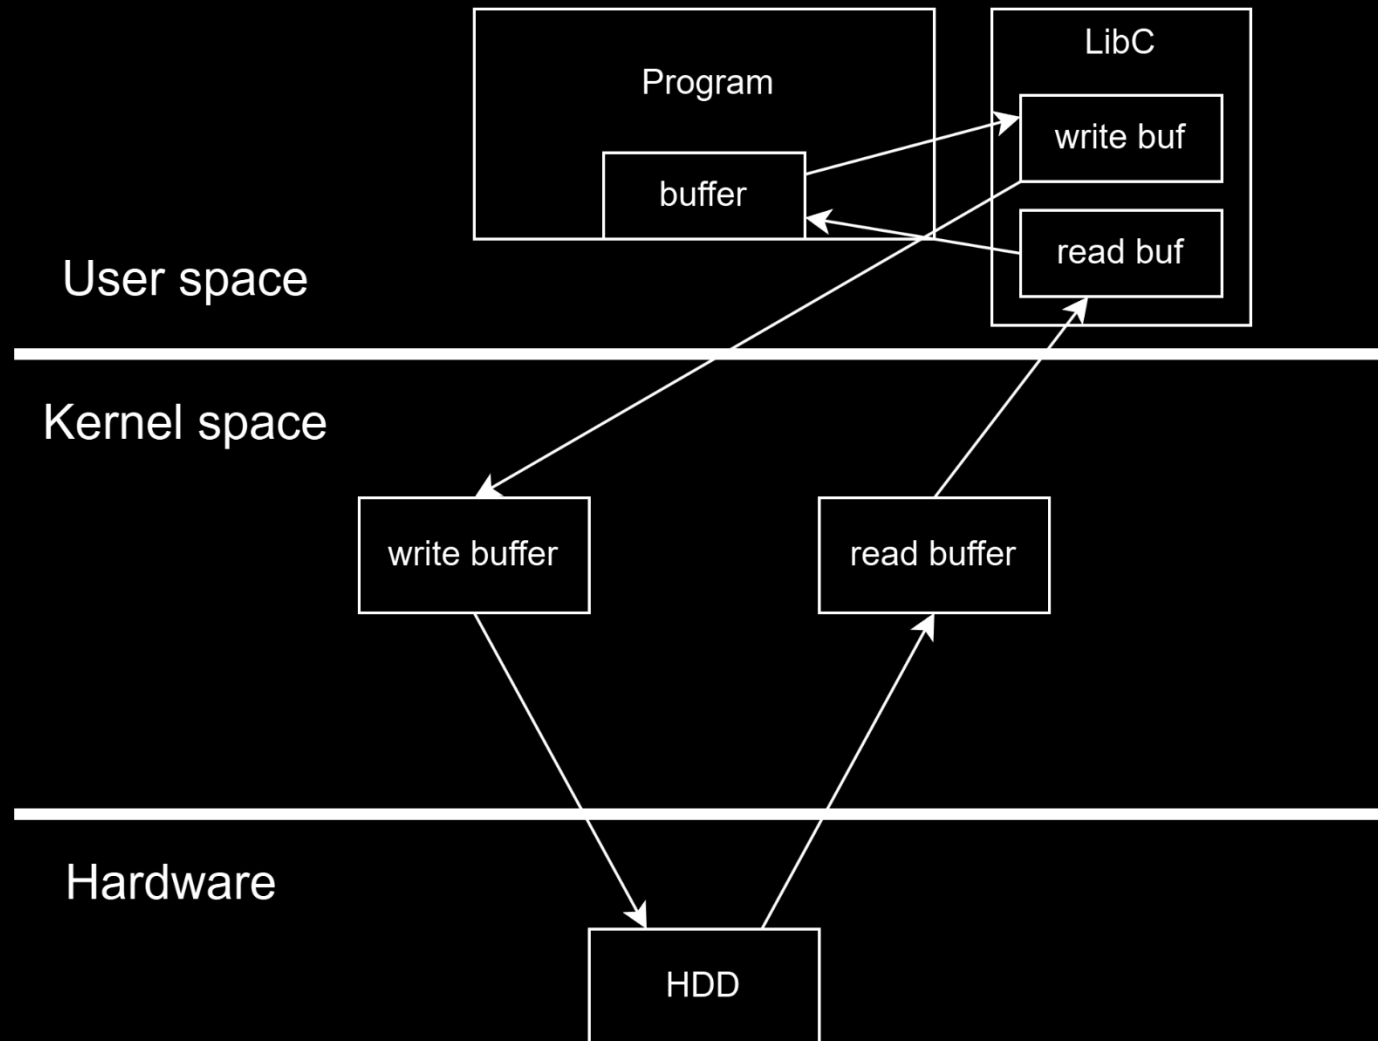 LibC
Program
write buf
buffer
read buf
User space
Kernel space
write buffer
read buffer
Hardware
HDD